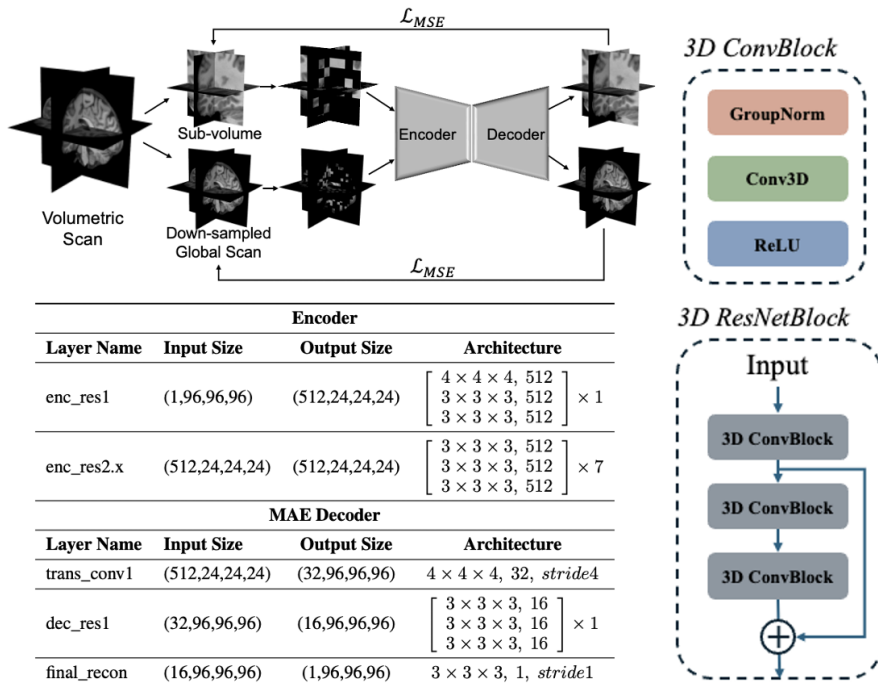 ℒ_MSE
Sub-volume
Encoder
Decoder
Volumetric
Scan
Down-sampled
Global Scan
ℒ_MSE
3D ConvBlock
GroupNorm
Conv3D
ReLU
Encoder
Layer Name Input Size Output Size Architecture
enc_res1 (1,96,96,96) (512,24,24,24) [ 4 × 4 × 4, 512
3 × 3 × 3, 512
3 × 3 × 3, 512 ] × 1
enc_res2.x (512,24,24,24) (512,24,24,24) [ 3 × 3 × 3, 512
3 × 3 × 3, 512
3 × 3 × 3, 512 ] × 7
MAE Decoder
Layer Name Input Size Output Size Architecture
trans_conv1 (512,24,24,24) (32,96,96,96) 4 × 4 × 4, 32, stride4
dec_res1 (32,96,96,96) (16,96,96,96) [ 3 × 3 × 3, 16
3 × 3 × 3, 16
3 × 3 × 3, 16 ] × 1
final_recon (16,96,96,96) (1,96,96,96) 3 × 3 × 3, 1, stride1
3D ResNetBlock
Input
3D ConvBlock
3D ConvBlock
3D ConvBlock
+